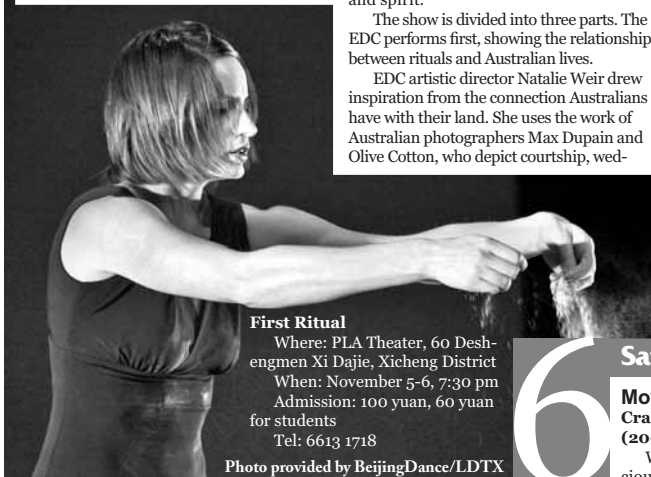 and spirit.
The show is divided into three parts. The
EDC performs first, showing the relationship
between rituals and Australian lives.
EDC artistic director Natalie Weir drew
inspiration from the connection Australians
have with their land. She uses the work of
Australian photographers Max Dupain and
Olive Cotton, who depict courtship, wed-
First Ritual
Where: PLA Theater, 60 Desh-
engmen Xi Dajie, Xicheng District
When: November 5-6, 7:30 pm
Admission: 100 yuan, 60 yuan
for students
Tel: 6613 1718
Photo provided by BeijingDance/LDTX
6